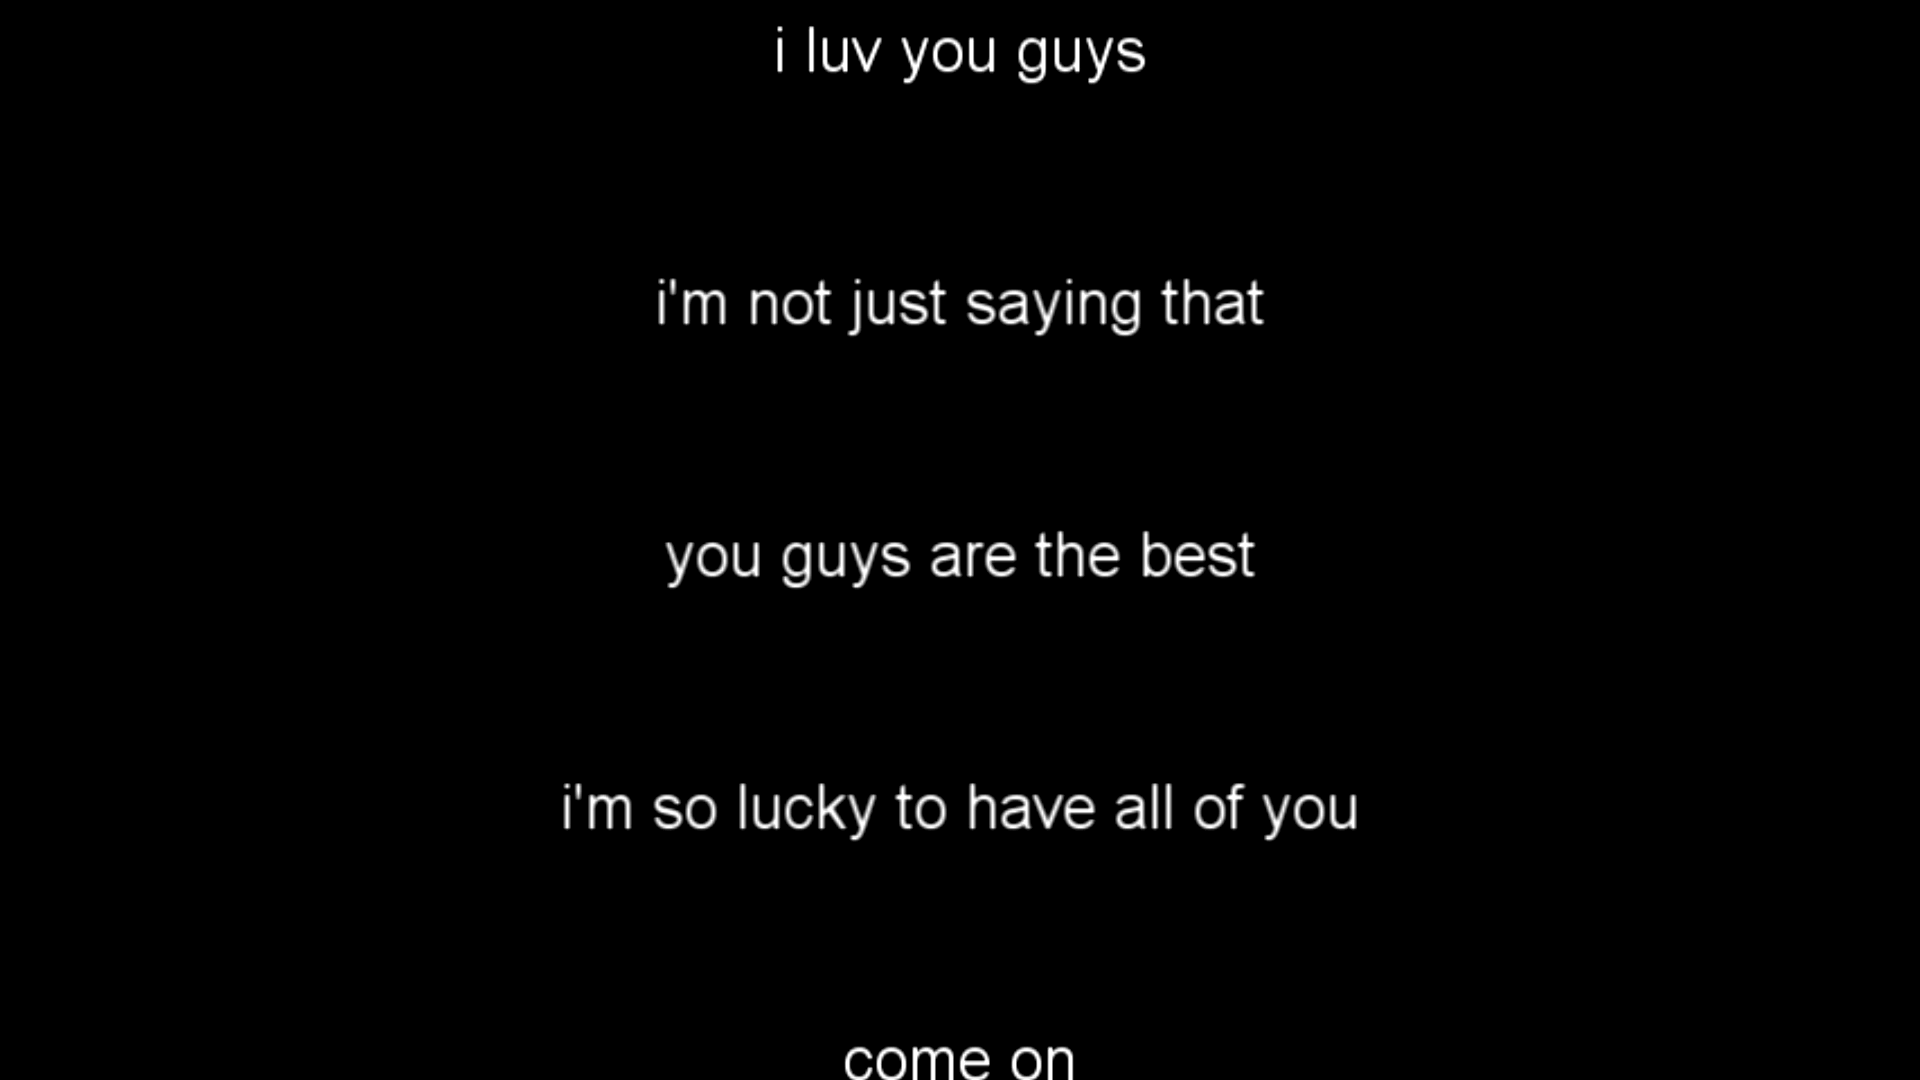 i luv you guys
i'm not just saying that
you guys are the best
i'm so lucky to have all of you
come on